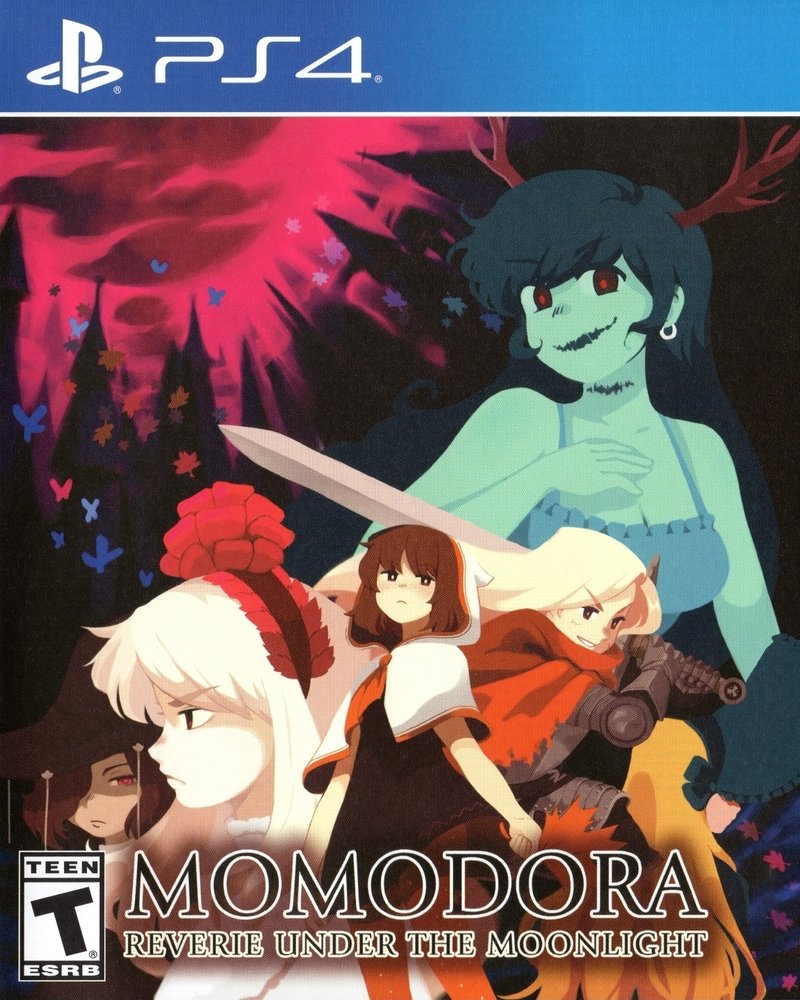 PS4
MOMODORA
REVERIE UNDER THE MOONLIGHT
TEEN
T
ESRB